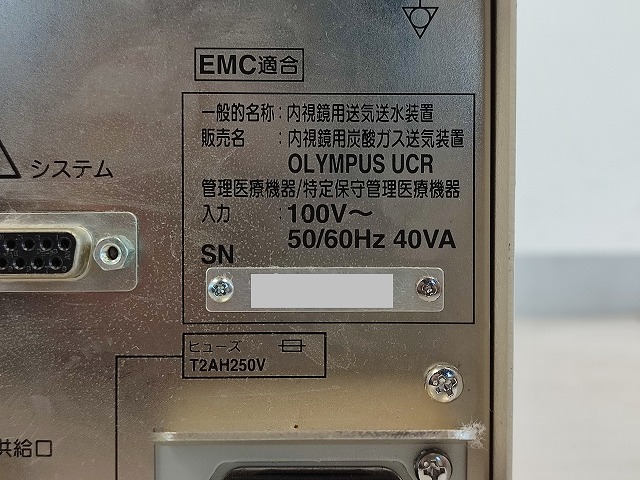 EMC適合
一般的名称：内視鏡用送気送水装置
販売名　：内視鏡用炭酸ガス送気装置
OLYMPUS UCR
管理医療機器/特定保守管理医療機器
入力　：100V～
50/60Hz 40VA
システム
SN
ヒューズ
T2AH250V
供給口